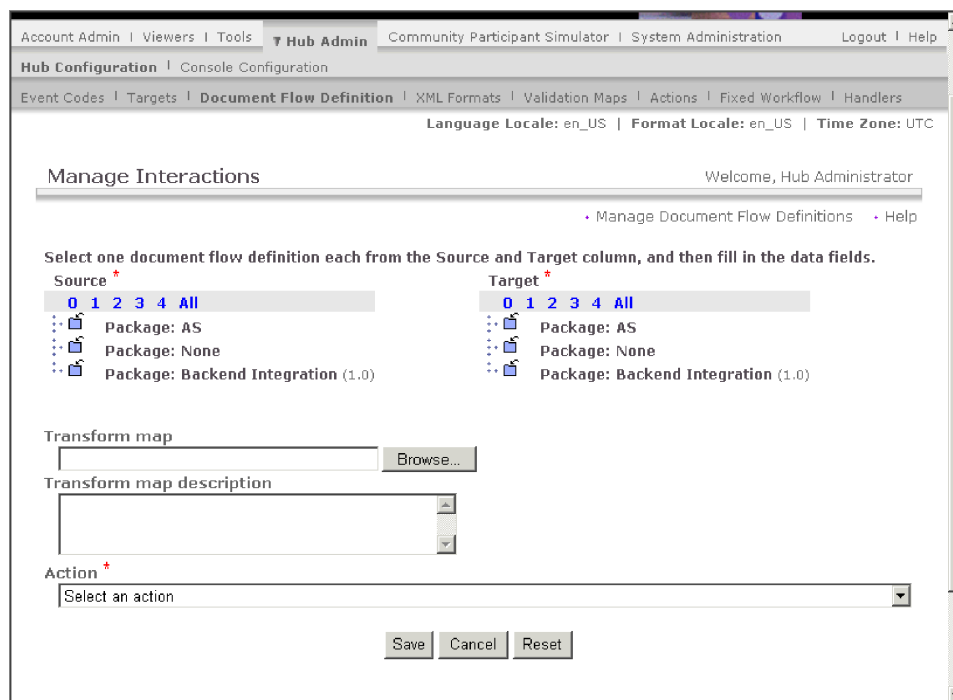 Account Admin | Viewers | Tools Hub Admin Community Participant Simulator | System Administration Logout | Help
Hub Configuration | Console Configuration
Event Codes | Targets | Document Flow Definition | XML Formats | Validation Maps | Actions | Fixed Workflow | Handlers
Language Locale: en_US | Format Locale: en_US | Time Zone: UTC
Manage Interactions Welcome, Hub Administrator
Manage Document Flow Definitions Help
Select one document flow definition each from the Source and Target column, and then fill in the data fields.
Source * Target *
0 1 2 3 4 All 0 1 2 3 4 All
Package: AS Package: AS
Package: None Package: None
Package: Backend Integration (1.0) Package: Backend Integration (1.0)
Transform map
Browse...
Transform map description
Action *
Select an action
Save Cancel Reset